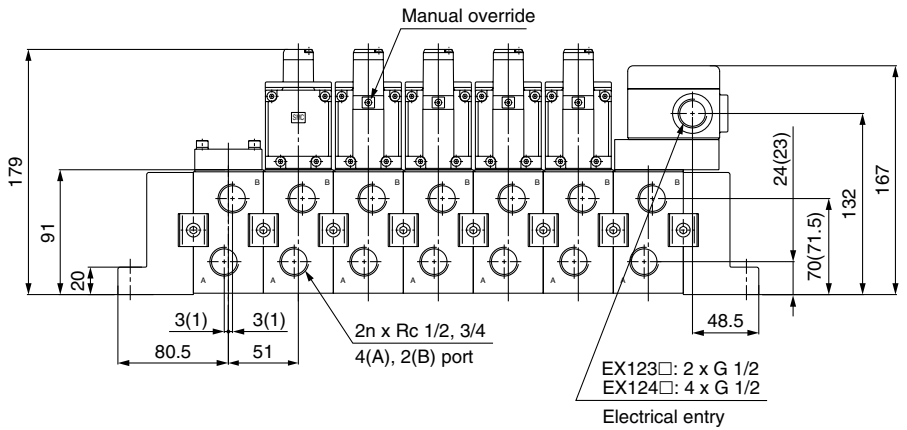 Manual override
SMC
179
91
20
B B B B B B B
A A A A A A A
24(23)
70(71.5)
132
167
3(1) 3(1)
80.5 51
48.5
2n x Rc 1/2, 3/4
4(A), 2(B) port
EX123□: 2 x G 1/2
EX124□: 4 x G 1/2
Electrical entry